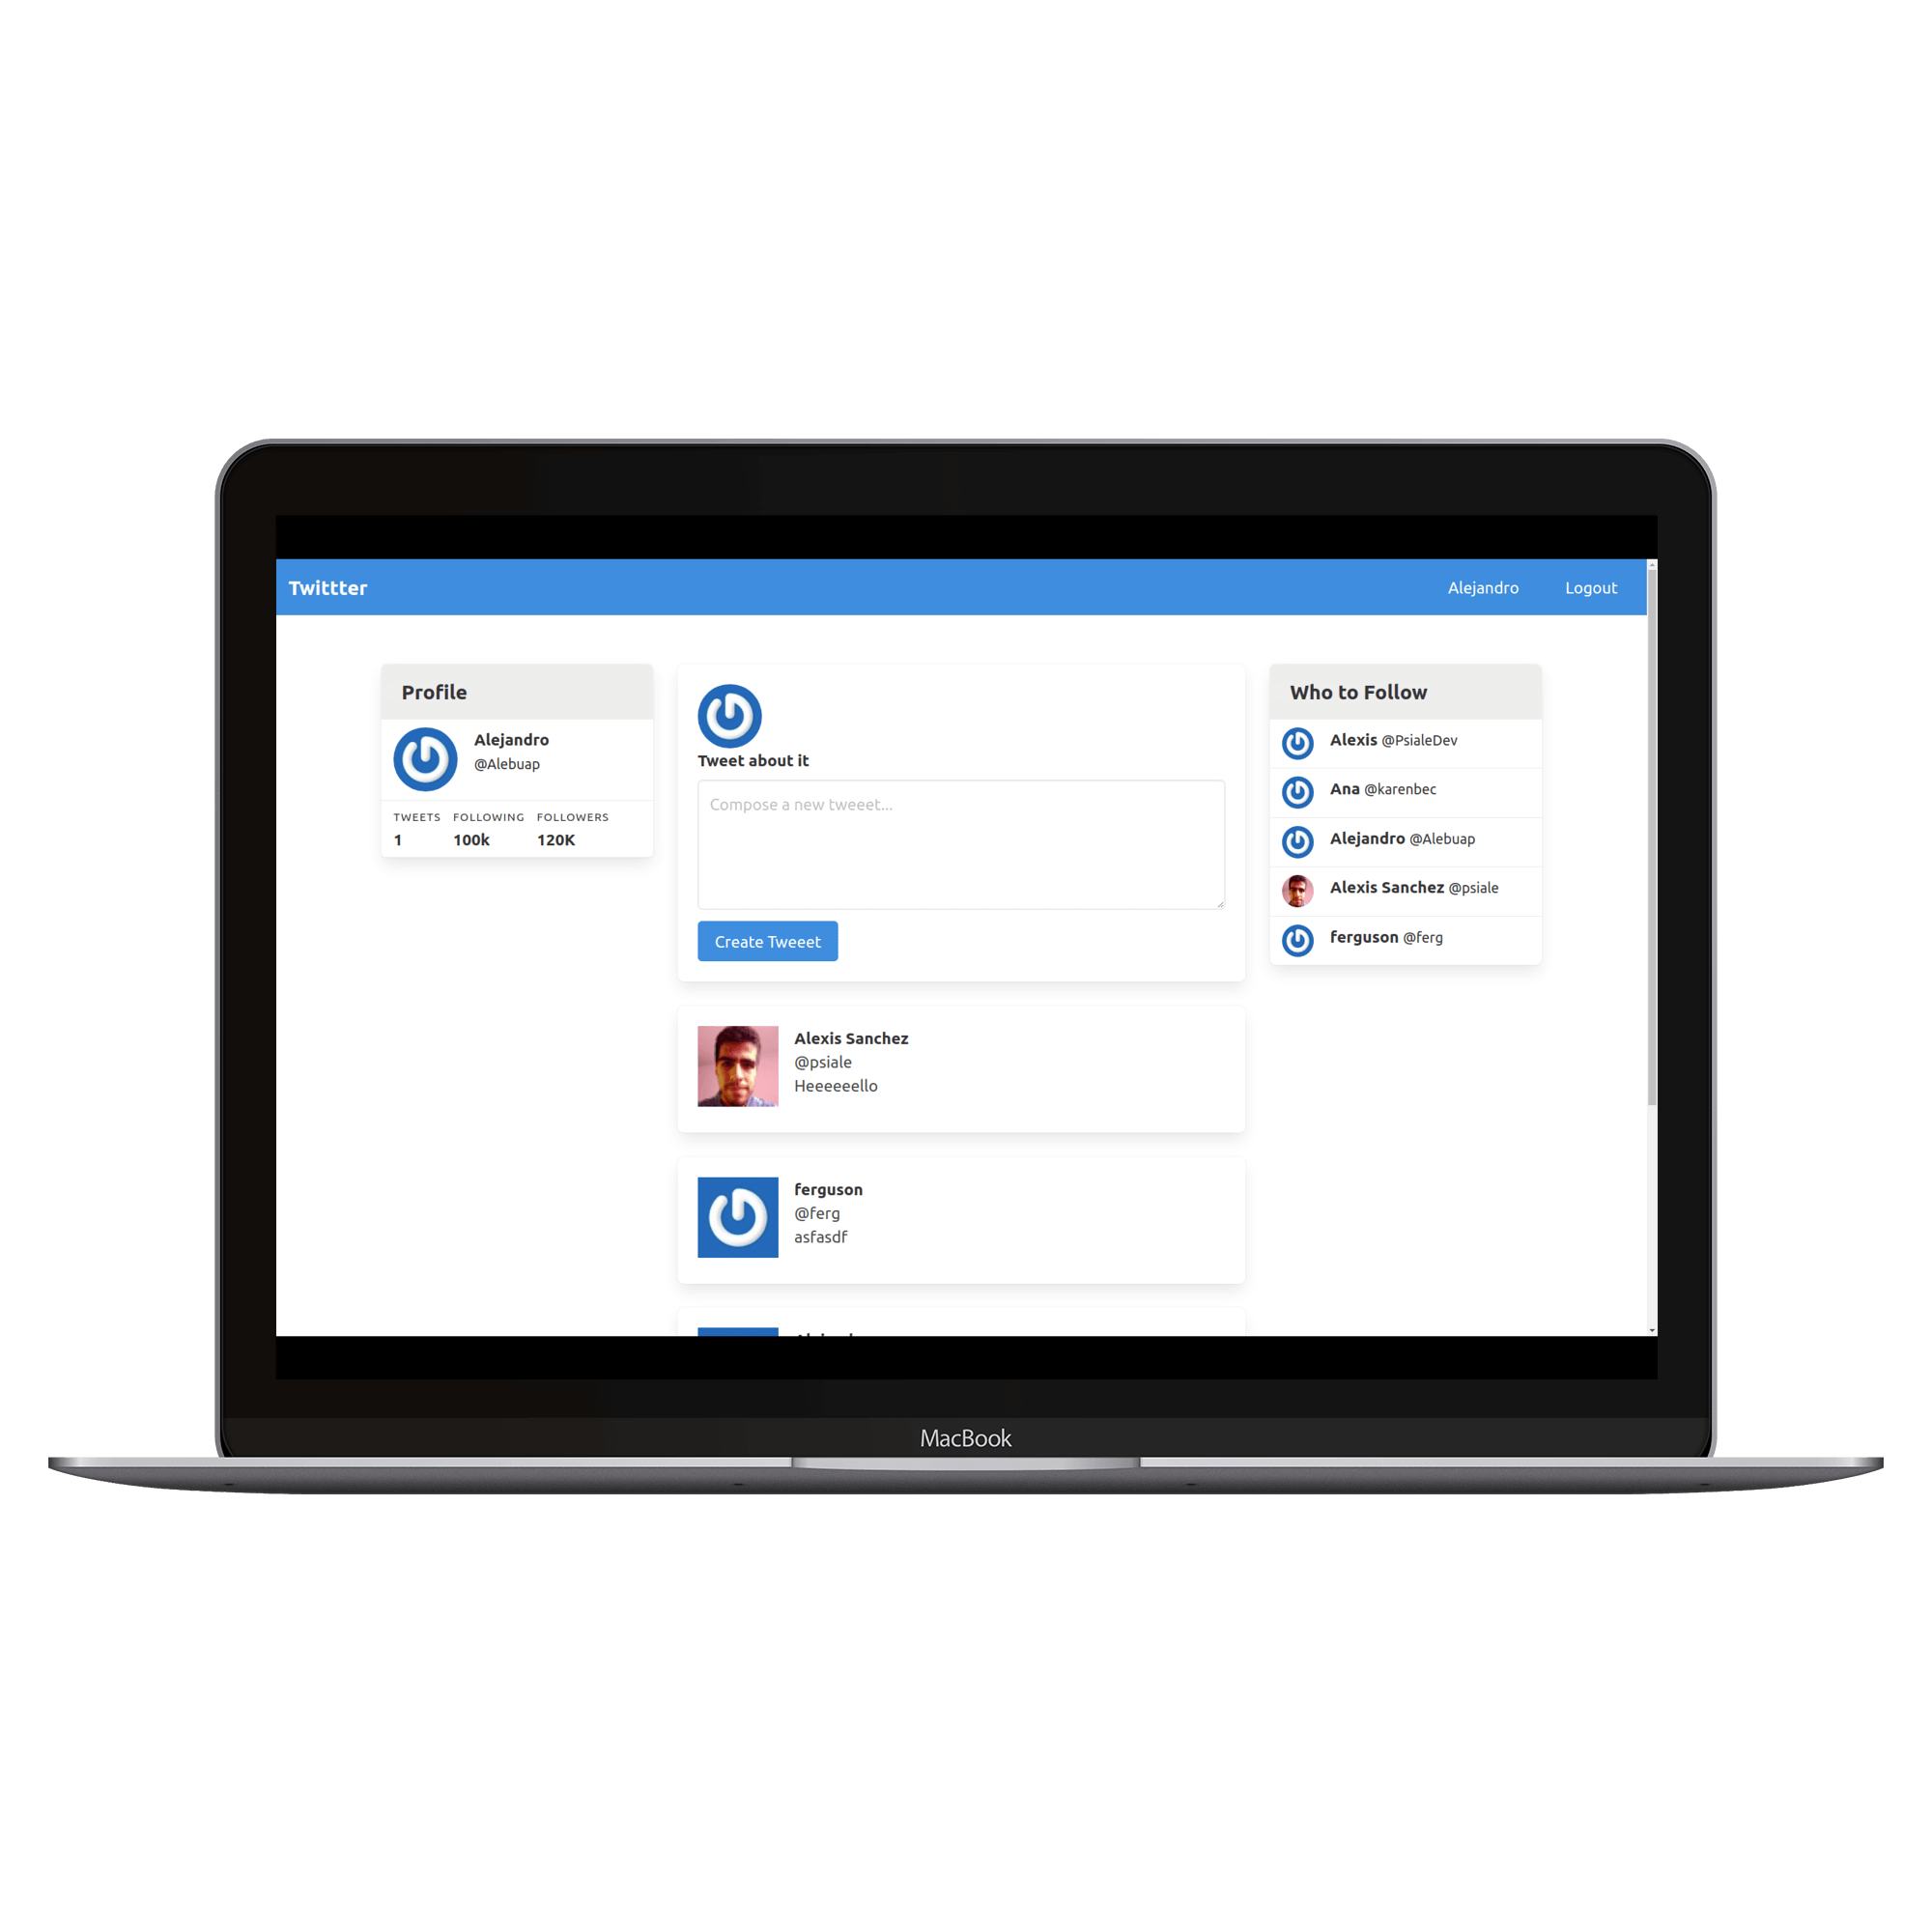 Twittter
Alejandro Logout
Profile
Alejandro
@Alebuap
TWEETS FOLLOWING FOLLOWERS
1 100k 120K
Tweet about it
Compose a new tweeet...
Create Tweeet
Alexis Sanchez
@psiale
Heeeeeello
ferguson
@ferg
asfasdf
Who to Follow
Alexis @PsialeDev
Ana @karenbec
Alejandro @Alebuap
Alexis Sanchez @psiale
ferguson @ferg
MacBook